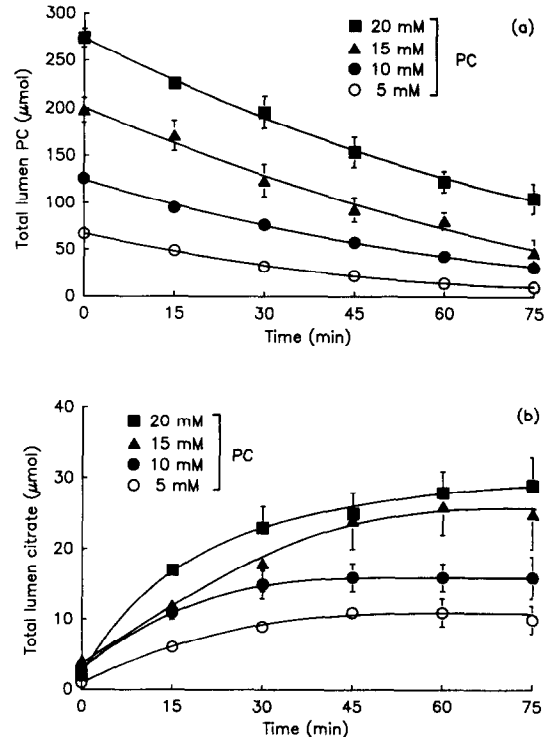 (a)
20 mM
15 mM
10 mM
5 mM
PC
Total lumen PC (μmol)
300
250
200
150
100
50
0
0 15 30 45 60 75
Time (min)
(b)
20 mM
15 mM
10 mM
5 mM
PC
Total lumen citrate (μmol)
40
30
20
10
0
0 15 30 45 60 75
Time (min)